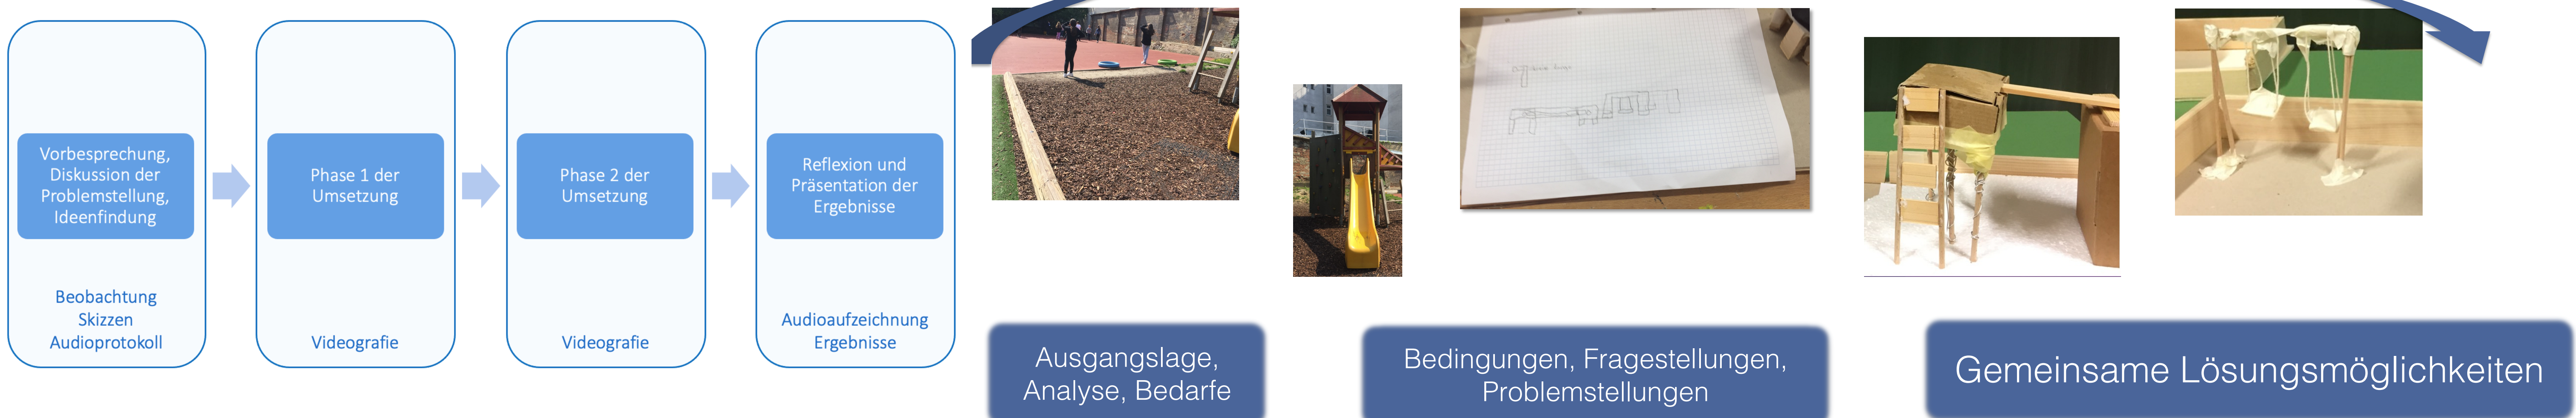 Vorbesprechung,
Diskussion der
Problemstellung,
Ideenfindung
Beobachtung
Skizzen
Audioprotokoll
Phase 1 der
Umsetzung
Videografie
Phase 2 der
Umsetzung
Videografie
Reflexion und
Präsentation der
Ergebnisse
Audioaufzeichnung
Ergebnisse
Ausgangslage,
Analyse, Bedarfe
Bedingungen, Fragestellungen,
Problemstellungen
Gemeinsame Lösungsmöglichkeiten